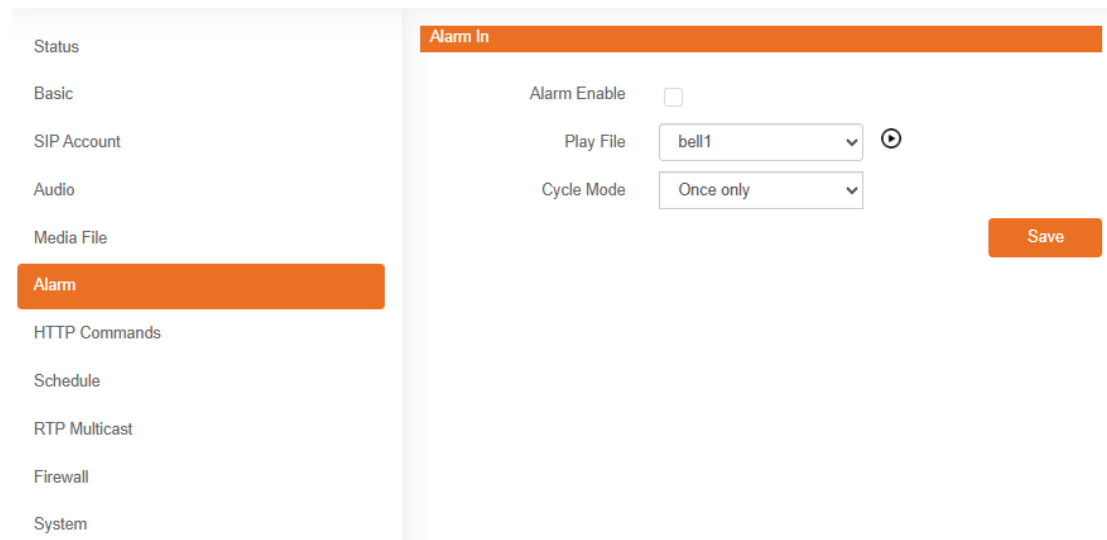 Status
Basic
SIP Account
Audio
Media File
Alarm
HTTP Commands
Schedule
RTP Multicast
Firewall
System
Alarm In
Alarm Enable
Play File bell1
Cycle Mode Once only
Save